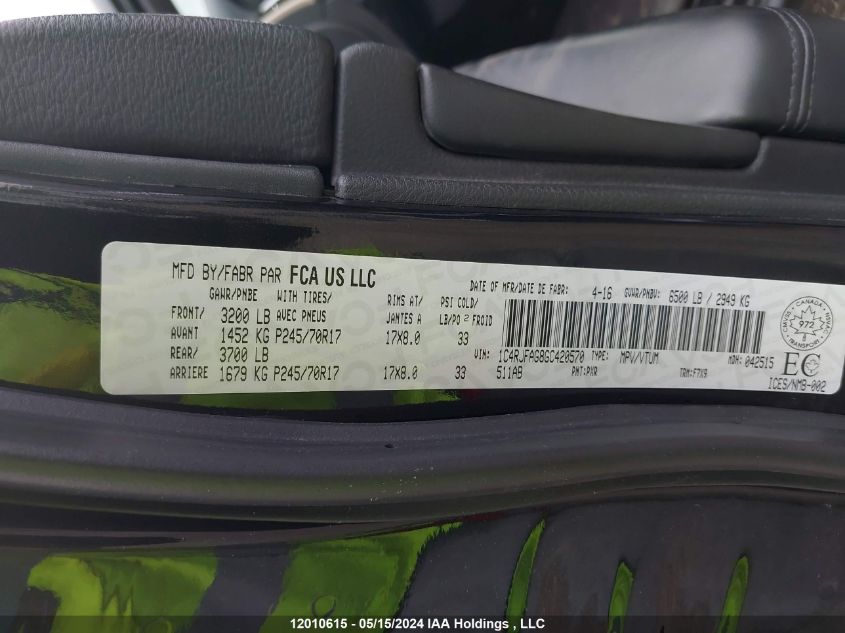 MFD BY/FABR PAR FCA US LLC
DATE OF MFR/DATE DE FABR: 4-16 GVWR/PNBV: 6500 LB / 2949 KG
GAWR/PNBE WITH TIRES/ RIMS AT/ PSI COLD/
FRONT/ 3200 LB AVEC PNEUS JANTES A LB/PO 2 FROID
AVANT 1452 KG P245/70R17 17X8.0 33
REAR/ 3700 LB
ARRIERE 1679 KG P245/70R17 17X8.0 33
VIN: 1C4RJFAG8GC420570 TYPE: MPV/VTUM MDH: 042515
511AB PNT:PXR TRM:F7X9
CANADA
972
TRANSPORT
EC
ICES/NMB-002
12010615 - 05/15/2024 IAA Holdings , LLC